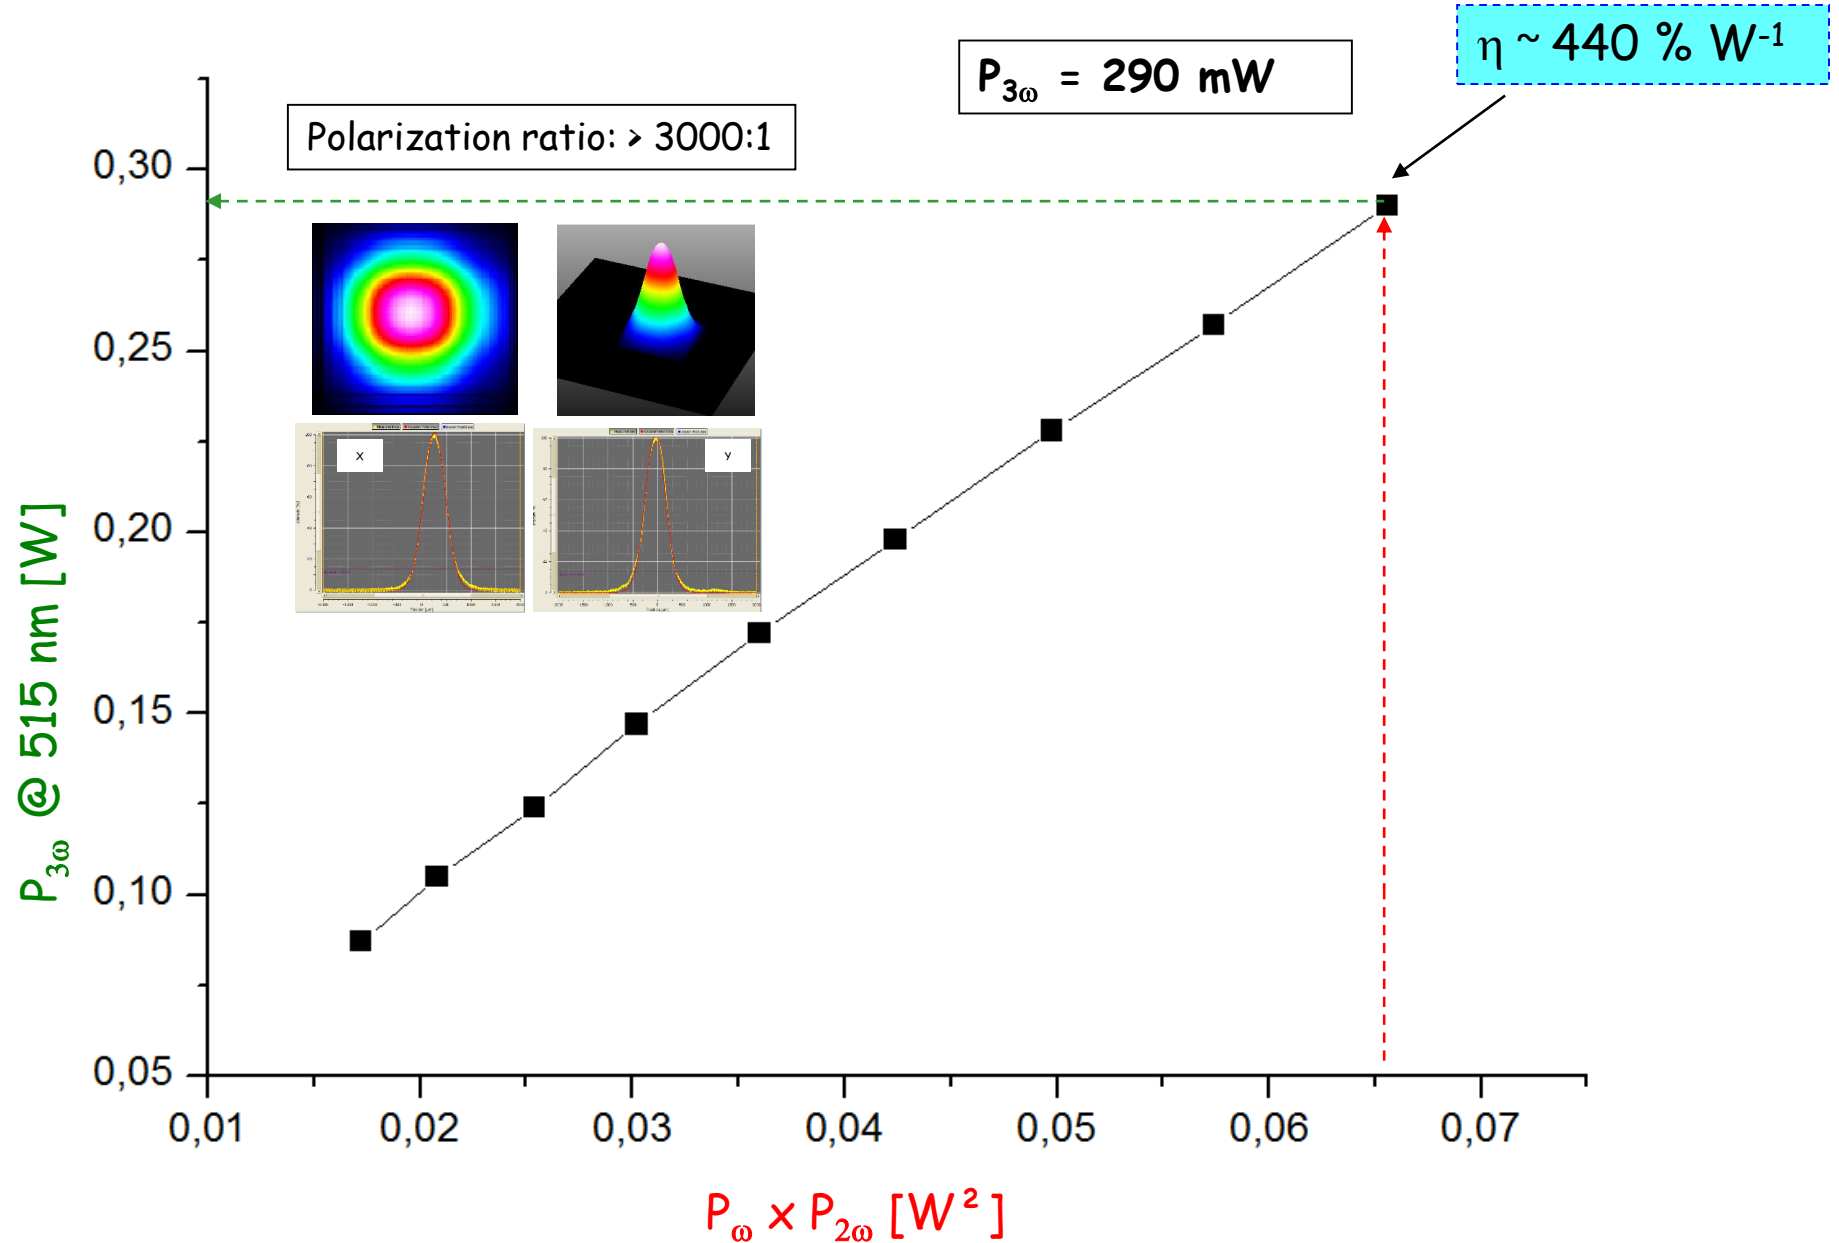 η ~ 440 % W-1
P3ω = 290 mW
Polarization ratio: > 3000:1
0,30
0,25
0,20
0,15
0,10
0,05
x
y
P3ω @ 515 nm [W]
0,01 0,02 0,03 0,04 0,05 0,06 0,07
Pω x P2ω [W²]